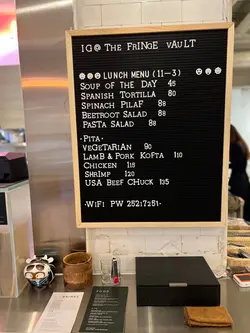 IG@ THE FRINGE VAULT
LUNCH MENU (11-3)
SOUP OF THE DAY 45
SPANISH TORTILLA 80
SPINACH PILAF 88
BEETROOT SALAD 88
PASTA SALAD 88
·PITA·
VEGETARIAN 90
LAMB & PORK KOFTA 120
CHICKEN 115
SHRIMP 120
USA BEEF CHUCK 135
·WIFI PW 25217251·